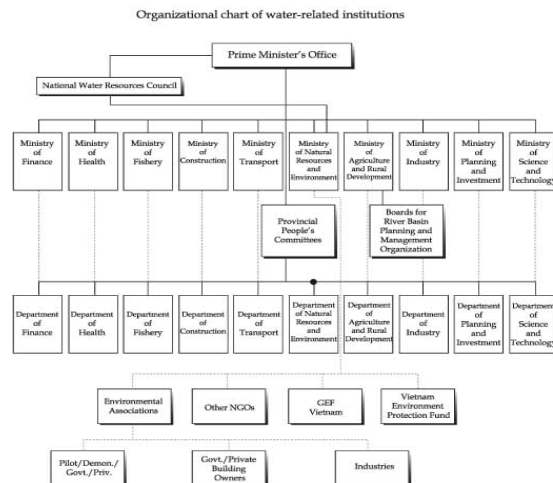 Organizational chart of water-related institutions
Prime Minister's Office
National Water Resources Council
Ministry
of
Finance
Ministry
of
Health
Ministry
of
Fishery
Ministry
of
Construction
Ministry
of
Transport
Ministry
of Natural
Resources
and
Environment
Ministry
of
Agriculture
and Rural
Development
Ministry
of
Industry
Ministry
of
Planning
and
Investment
Ministry
of
Science
and
Technology
Provincial
People's
Committees
Boards for
River Basin
Planning and
Management
Organization
Department
of
Finance
Department
of
Health
Department
of
Fishery
Department
of
Construction
Department
of
Transport
Department
of Natural
Resources
and
Environment
Department
of
Agriculture
and Rural
Development
Department
of
Industry
Department
of
Planning
and
Investment
Department
of
Science
and
Technology
Environmental
Associations
Other NGOs
GEF
Vietnam
Vietnam
Environment
Protection Fund
Pilot/Demon./
Govt./Priv.
Govt./Private
Building
Owners
Industries